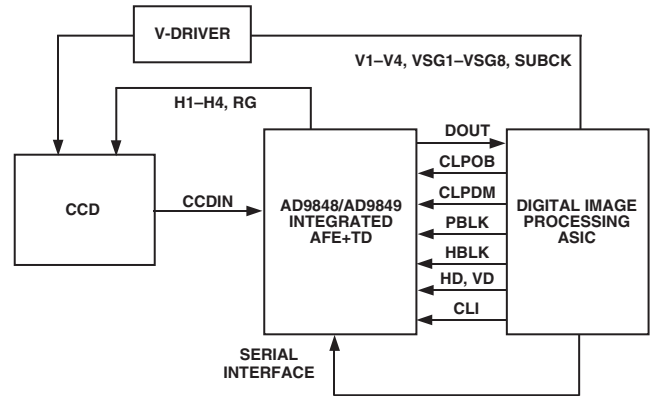 V-DRIVER
V1–V4, VSG1–VSG8, SUBCK
H1–H4, RG
CCD
CCDIN
AD9848/AD9849
INTEGRATED
AFE+TD
DOUT
CLPOB
CLPDM
PBLK
HBLK
HD, VD
CLI
DIGITAL IMAGE
PROCESSING
ASIC
SERIAL
INTERFACE